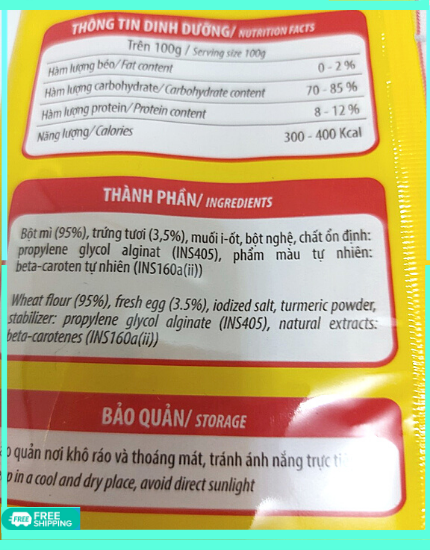 THÔNG TIN DINH DƯỠNG/ NUTRITION FACTS
Trên 100g / Serving size 100g
Hàm lượng béo/ Fat content 0 - 2 %
Hàm lượng carbohydrate/ Carbohydrate content 70 - 85 %
Hàm lượng protein/ Protein content 8 - 12 %
Năng lượng/ Calories 300 - 400 Kcal
THÀNH PHẦN/ INGREDIENTS
Bột mì (95%), trứng tươi (3,5%), muối i-ốt, bột nghệ, chất ổn định:
propylene glycol alginat (INS405), phẩm màu tự nhiên:
beta-caroten tự nhiên (INS160a(ii))
Wheat flour (95%), fresh egg (3.5%), iodized salt, turmeric powder,
stabilizer: propylene glycol alginate (INS405), natural extracts:
beta-carotenes (INS160a(ii))
BẢO QUẢN/ STORAGE
quản nơi khô ráo và thoáng mát, tránh ánh nắng trực
in a cool and dry place, avoid direct sunlight
FREE
SHIPPING